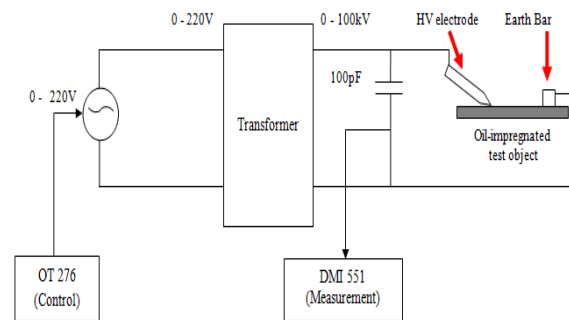 0 - 220V
0 - 100kV
HV electrode
Earth Bar
0 - 220V
100pF
Transformer
Oil-impregnated
test object
OT 276
(Control)
DMI 551
(Measurement)